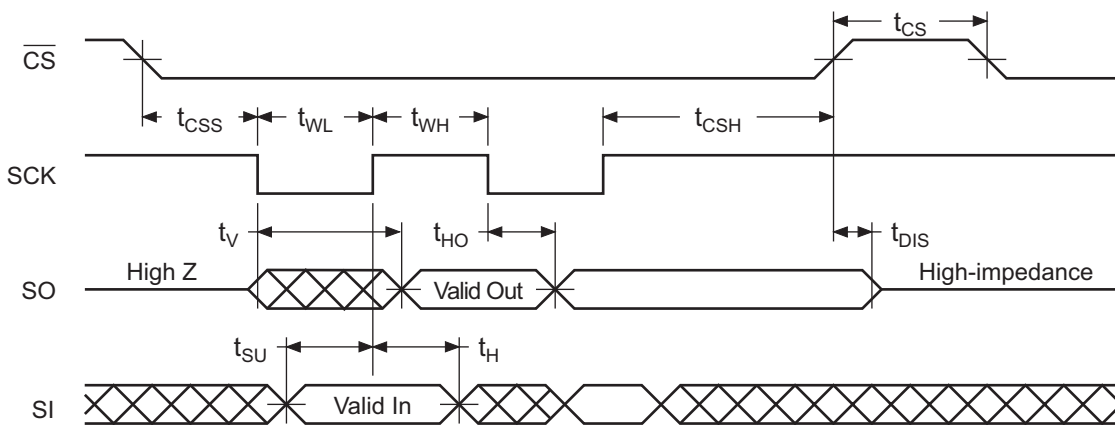 t_CS
C̅S̅
t_CSS t_WL t_WH t_CSH
SCK
t_V t_HO t_DIS
High Z High-impedance
SO Valid Out
t_SU t_H
SI Valid In